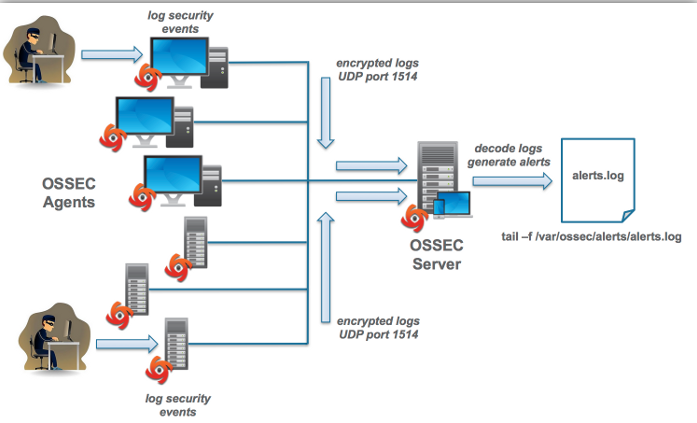 log security
events
encrypted logs
UDP port 1514
decode logs
generate alerts
alerts.log
OSSEC
Agents
OSSEC
Server
tail –f /var/ossec/alerts/alerts.log
encrypted logs
UDP port 1514
log security
events